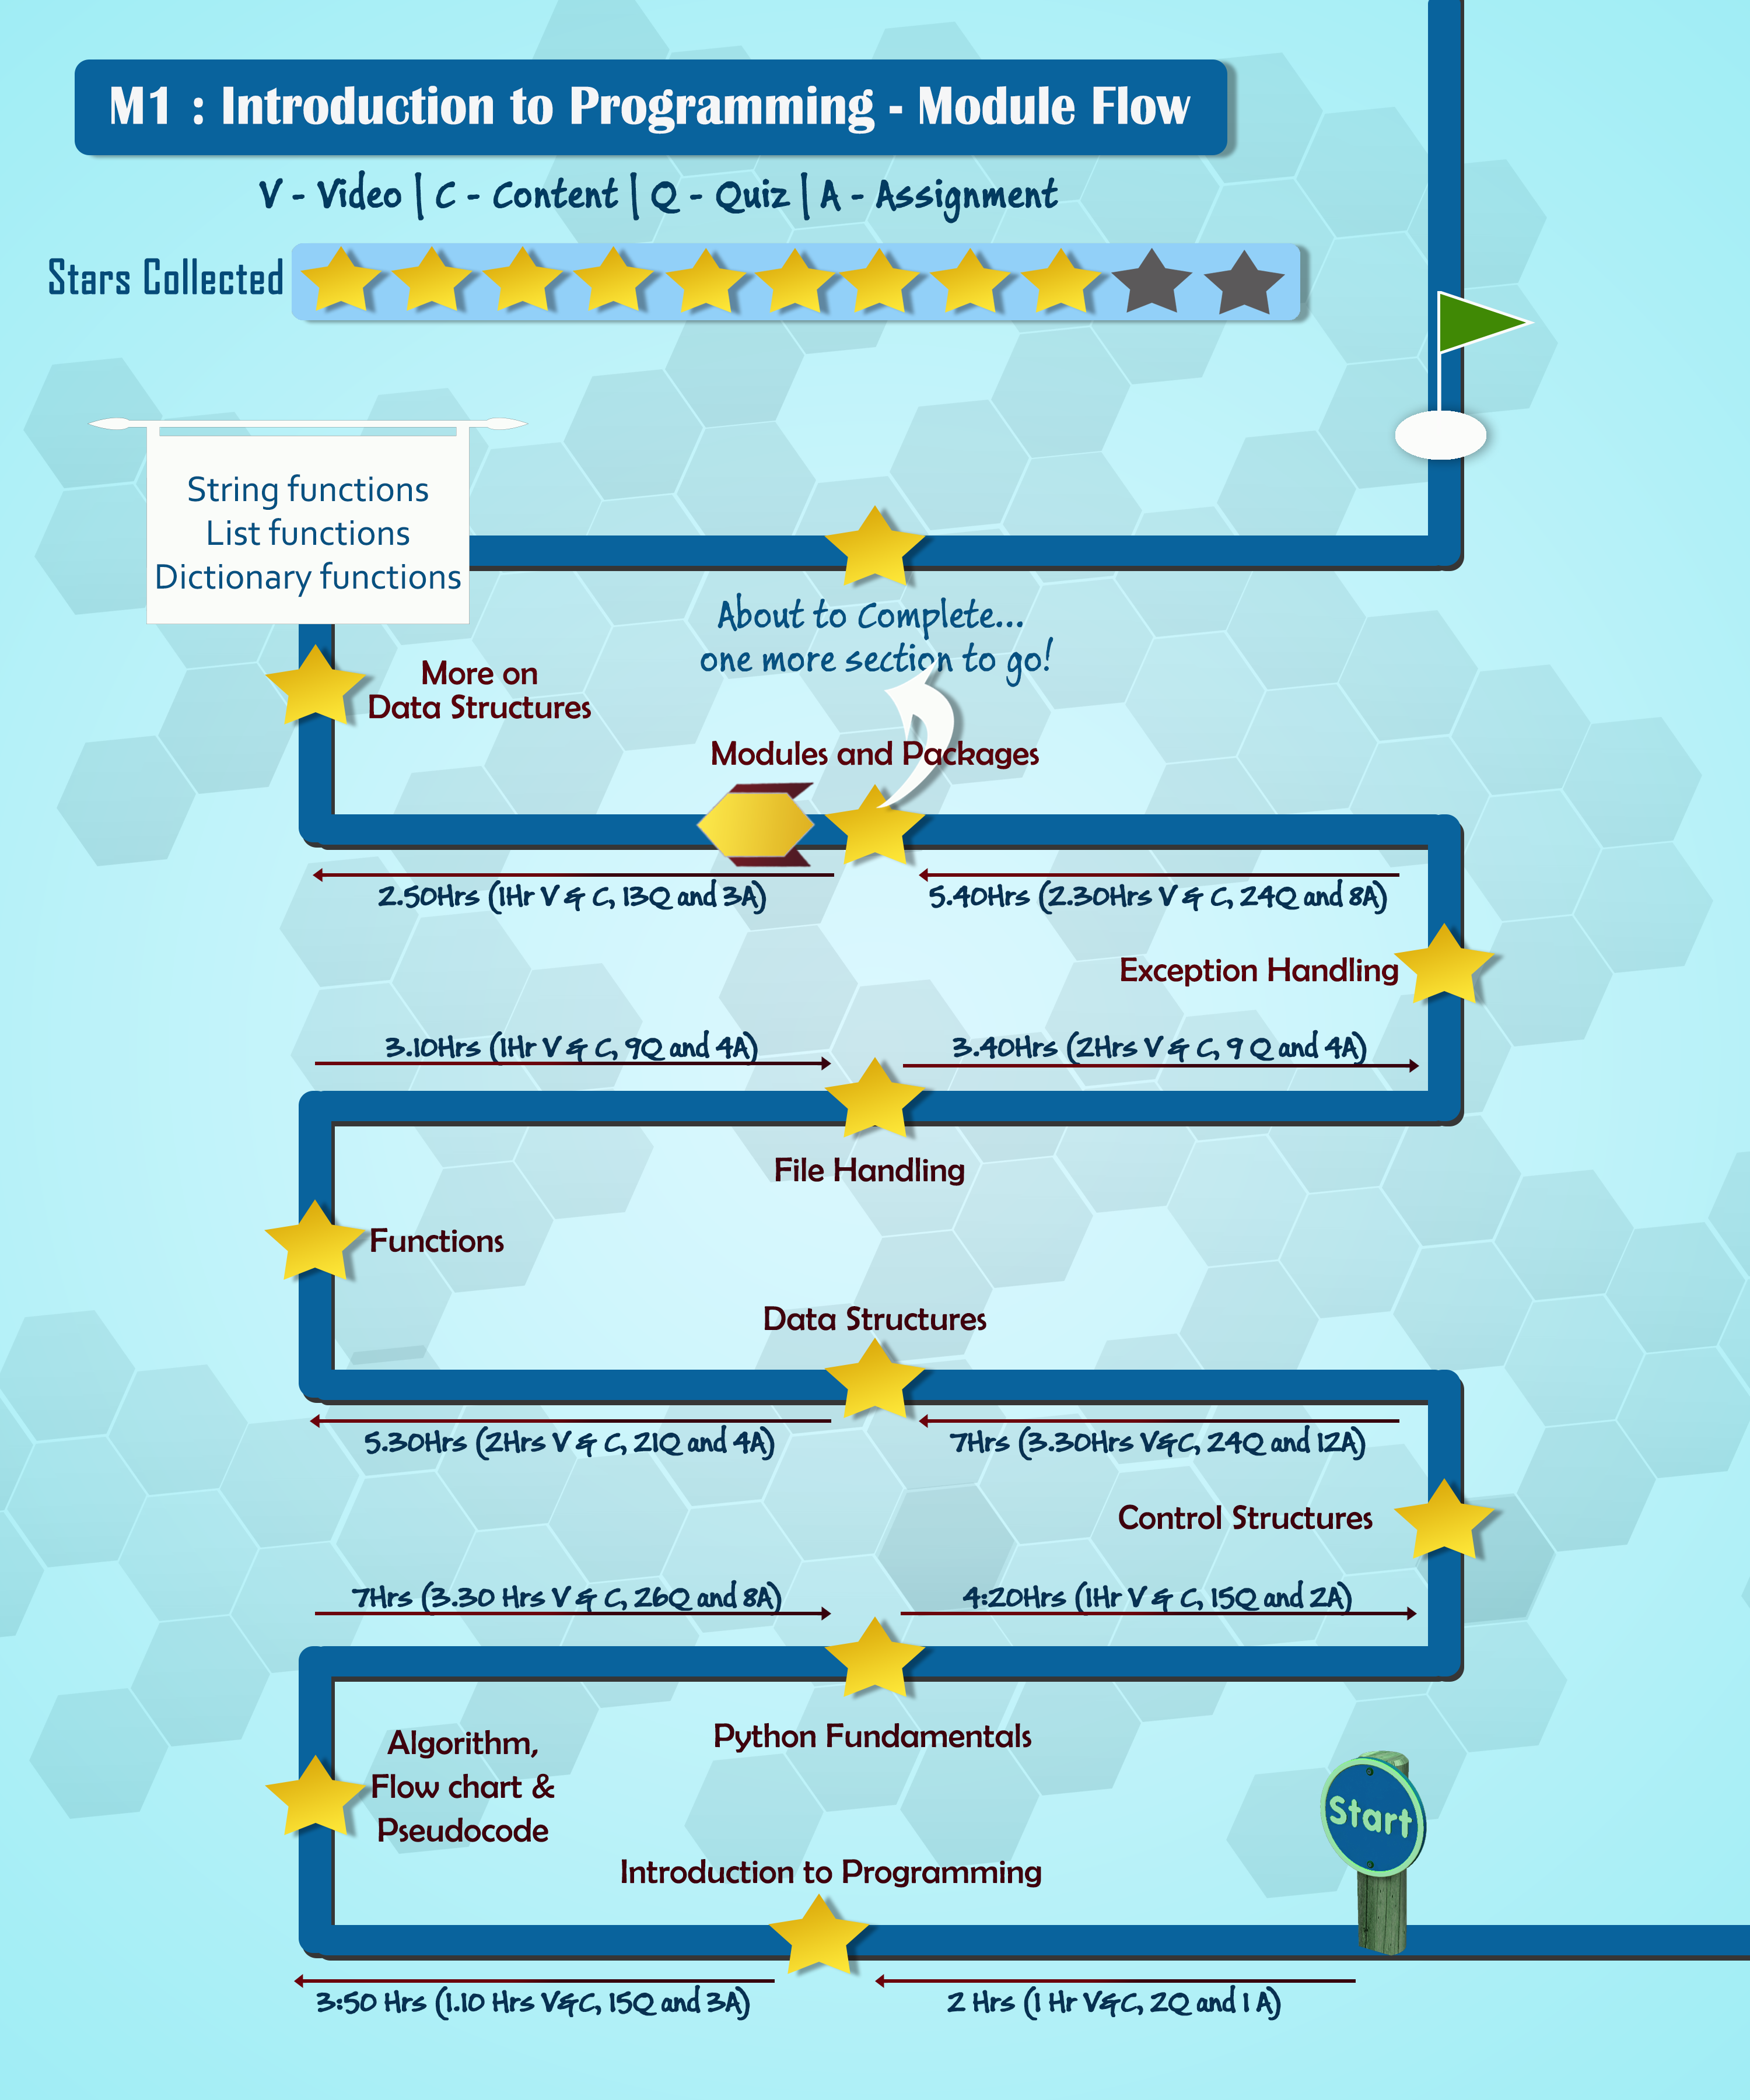 M1 : Introduction to Programming - Module Flow
V - Video | C - Content | Q - Quiz | A - Assignment
Stars Collected
String functions
List functions
Dictionary functions
About to Complete...
one more section to go!
More on
Data Structures
Modules and Packages
2.50Hrs (1Hr V & C, 13Q and 3A)
5.40Hrs (2.30Hrs V & C, 24Q and 8A)
Exception Handling
3.10Hrs (1Hr V & C, 9Q and 4A)
3.40Hrs (2Hrs V & C, 9 Q and 4A)
File Handling
Functions
Data Structures
5.30Hrs (2Hrs V & C, 21Q and 4A)
7Hrs (3.30Hrs V&C, 24Q and 12A)
Control Structures
7Hrs (3.30 Hrs V & C, 26Q and 8A)
4:20Hrs (1Hr V & C, 15Q and 2A)
Python Fundamentals
Algorithm,
Flow chart &
Pseudocode
Start
Introduction to Programming
3:50 Hrs (1.10 Hrs V&C, 15Q and 3A)
2 Hrs (1 Hr V&C, 2Q and 1 A)